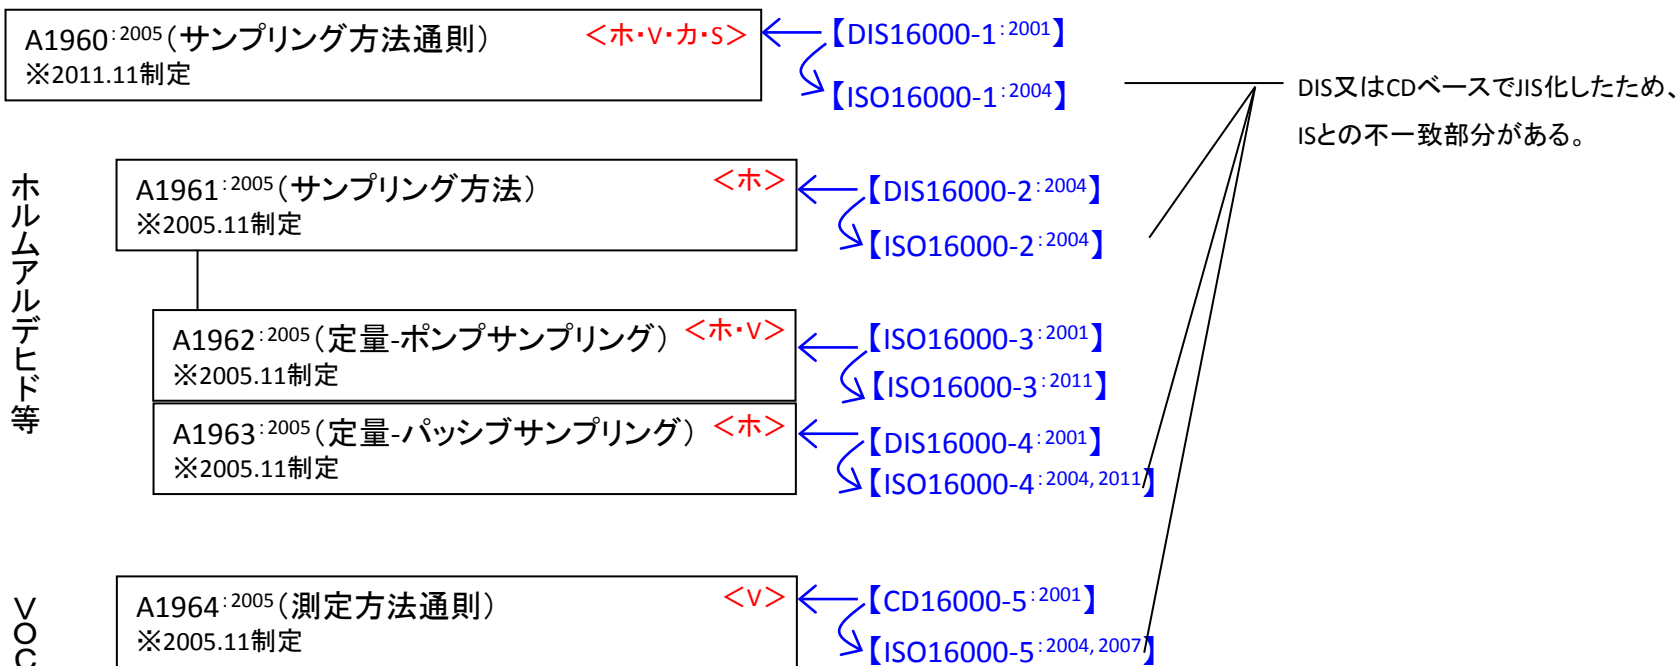 A1960:2005(サンプリング方法通則) <ホ・V・カ・S>
※2011.11制定
【DIS16000-1:2001】
【ISO16000-1:2004】
DIS又はCDベースでJIS化したため、
ISとの不一致部分がある。
ホルムアルデヒド等
A1961:2005(サンプリング方法) <ホ>
※2005.11制定
【DIS16000-2:2004】
【ISO16000-2:2004】
A1962:2005(定量-ポンプサンプリング) <ホ・V>
※2005.11制定
【ISO16000-3:2001】
【ISO16000-3:2011】
A1963:2005(定量-パッシブサンプリング) <ホ>
※2005.11制定
【DIS16000-4:2001】
【ISO16000-4:2004,2011】
VOC
A1964:2005(測定方法通則) <V>
※2005.11制定
【CD16000-5:2001】
【ISO16000-5:2004,2007】